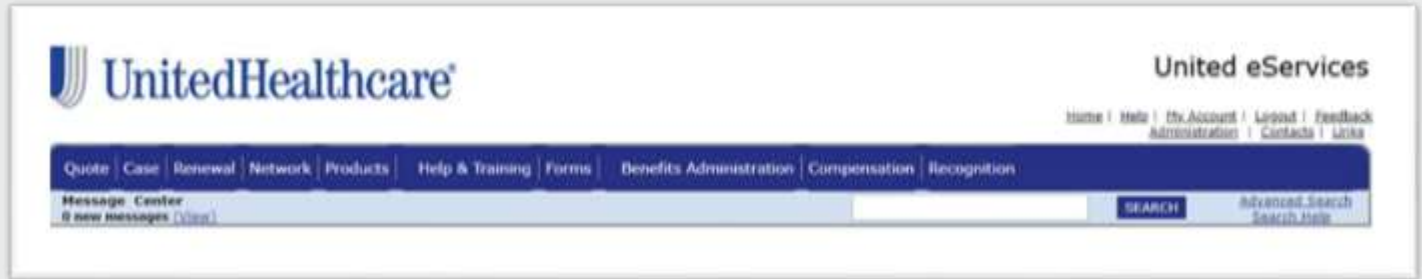 UnitedHealthcare®
United eServices
Home | Help | My Account | Logout | Feedback
Administration | Contacts | Links
Quote | Case | Renewal | Network | Products | Help & Training | Forms | Benefits Administration | Compensation | Recognition
Message Center
0 new messages (View)
SEARCH
Advanced Search
Search Help